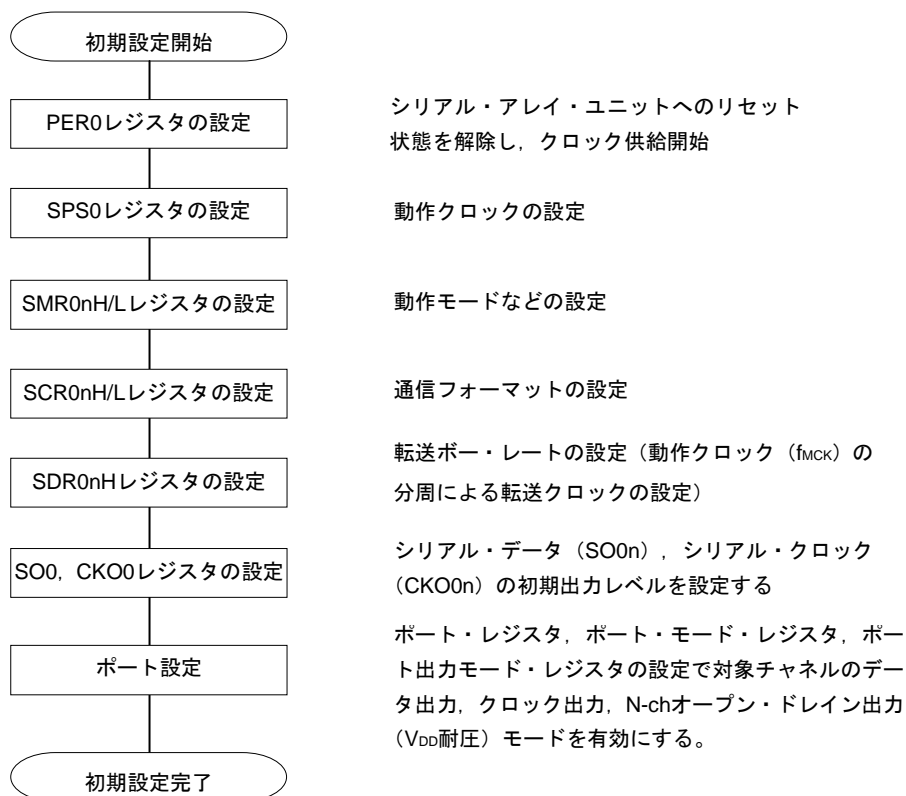 初期設定開始
PER0レジスタの設定
シリアル・アレイ・ユニットへのリセット
状態を解除し，クロック供給開始
SPS0レジスタの設定
動作クロックの設定
SMR0nH/Lレジスタの設定
動作モードなどの設定
SCR0nH/Lレジスタの設定
通信フォーマットの設定
SDR0nHレジスタの設定
転送ボー・レートの設定（動作クロック（fMCK）の
分周による転送クロックの設定）
SO0，CKO0レジスタの設定
シリアル・データ（SO0n），シリアル・クロック
（CKO0n）の初期出力レベルを設定する
ポート設定
ポート・レジスタ，ポート・モード・レジスタ，ポー
ト出力モード・レジスタの設定で対象チャネルのデー
タ出力，クロック出力，N-chオープン・ドレイン出力
（VDD耐圧）モードを有効にする。
初期設定完了